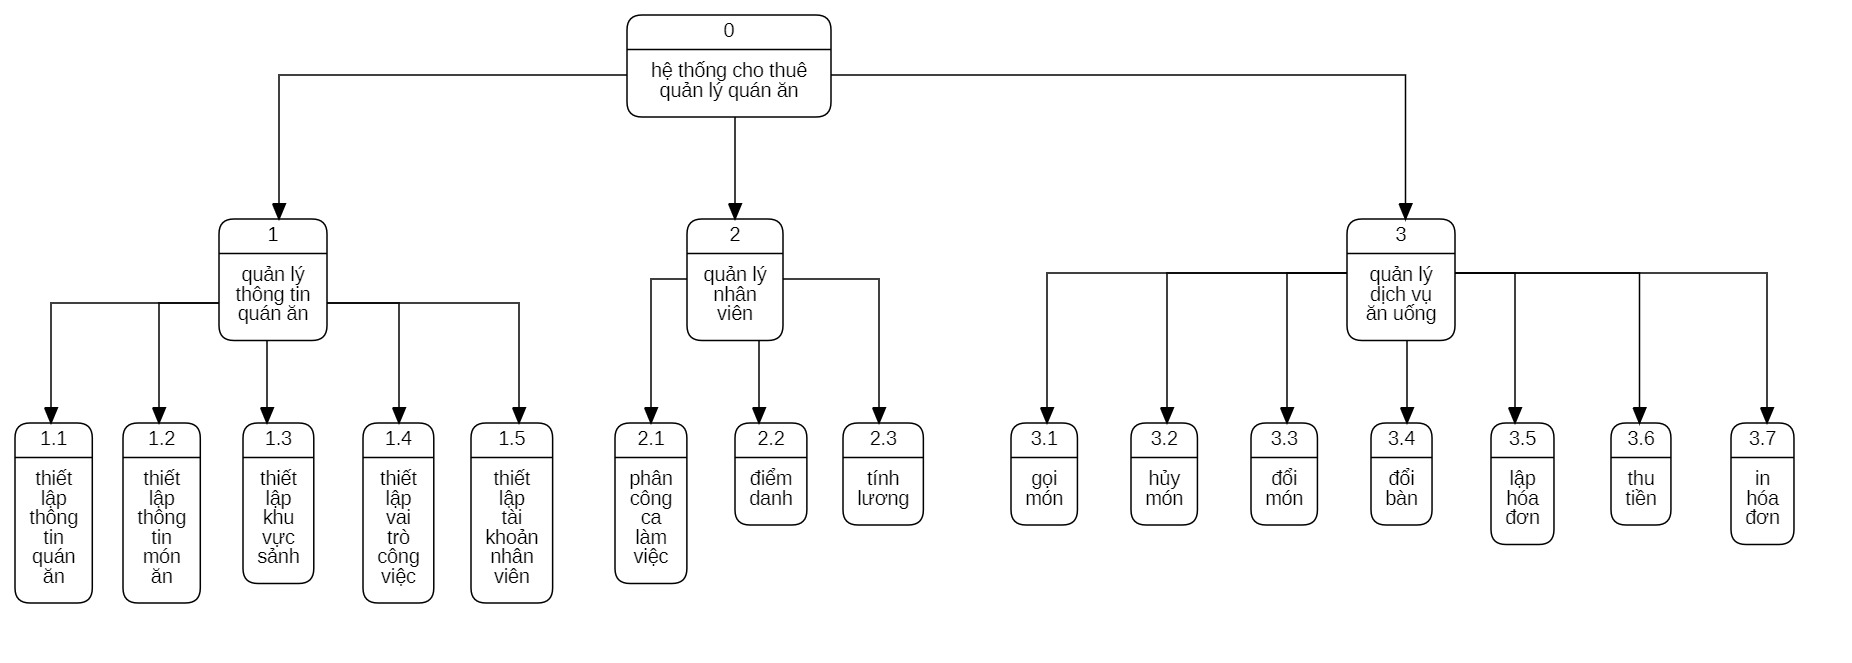 0
hệ thống cho thuê
quản lý quán ăn
1
quản lý
thông tin
quán ăn
2
quản lý
nhân
viên
3
quản lý
dịch vụ
ăn uống
1.1
thiết
lập
thông
tin
quán
ăn
1.2
thiết
lập
thông
tin
món
ăn
1.3
thiết
lập
khu
vực
sảnh
1.4
thiết
lập
vai
trò
công
việc
1.5
thiết
lập
tài
khoản
nhân
viên
2.1
phân
công
ca
làm
việc
2.2
điểm
danh
2.3
tính
lương
3.1
gọi
món
3.2
hủy
món
3.3
đổi
món
3.4
đổi
bàn
3.5
lập
hóa
đơn
3.6
thu
tiền
3.7
in
hóa
đơn